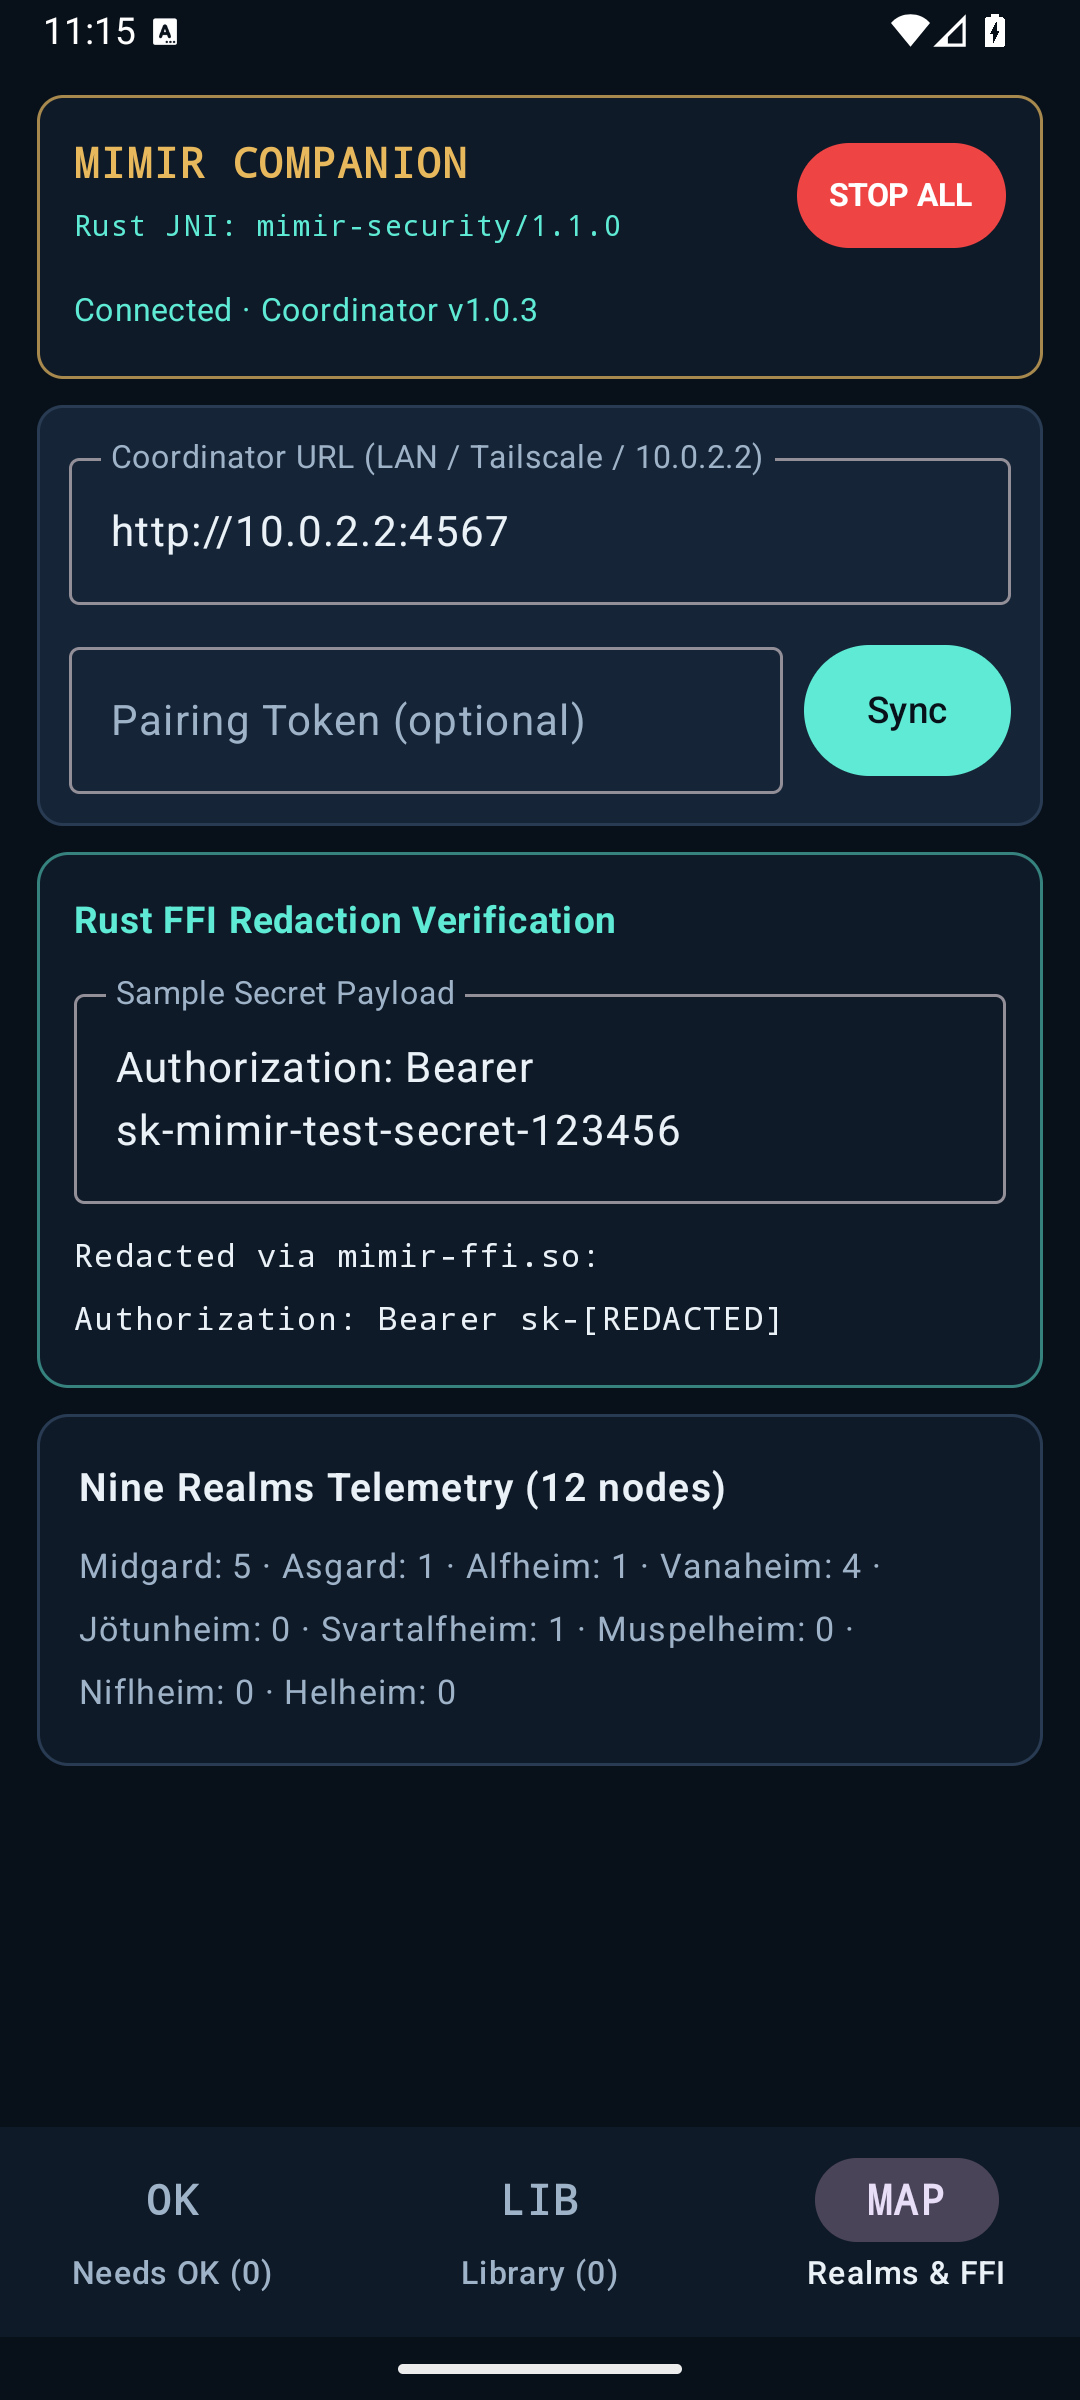 11:15
MIMIR COMPANION
STOP ALL
Rust JNI: mimir-security/1.1.0
Connected · Coordinator v1.0.3
Coordinator URL (LAN / Tailscale / 10.0.2.2)
http://10.0.2.2:4567
Pairing Token (optional)
Sync
Rust FFI Redaction Verification
Sample Secret Payload
Authorization: Bearer
sk-mimir-test-secret-123456
Redacted via mimir-ffi.so:
Authorization: Bearer sk-[REDACTED]
Nine Realms Telemetry (12 nodes)
Midgard: 5 · Asgard: 1 · Alfheim: 1 · Vanaheim: 4 ·
Jötunheim: 0 · Svartalfheim: 1 · Muspelheim: 0 ·
Niflheim: 0 · Helheim: 0
OK
LIB
MAP
Needs OK (0)
Library (0)
Realms & FFI